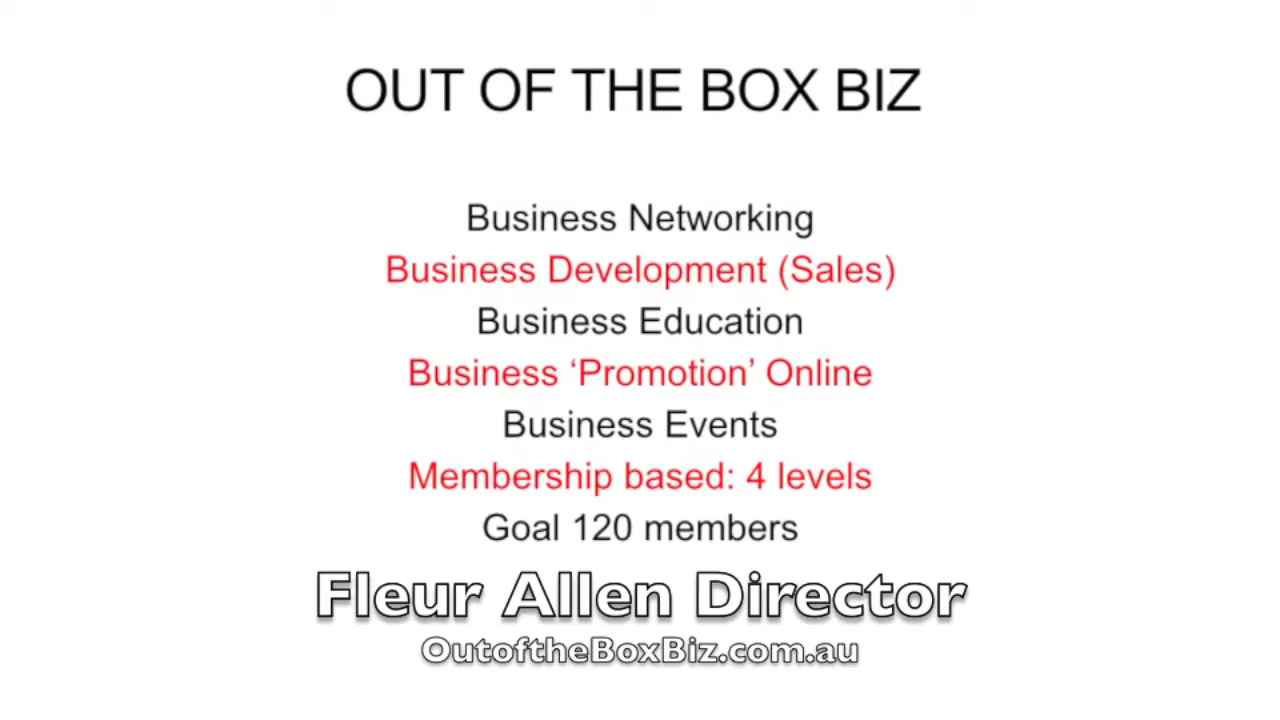 OUT OF THE BOX BIZ
Business Networking
Business Development (Sales)
Business Education
Business ‘Promotion’ Online
Business Events
Membership based: 4 levels
Goal 120 members
Fleur Allen Director
OutoftheBoxBiz.com.au